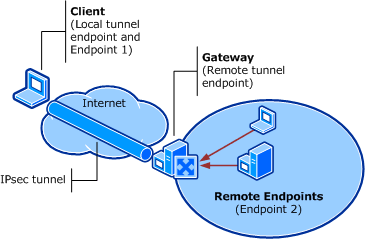 Client
(Local tunnel
endpoint and
Endpoint 1)
Gateway
(Remote tunnel
endpoint)
Internet
IPsec tunnel
Remote Endpoints
(Endpoint 2)